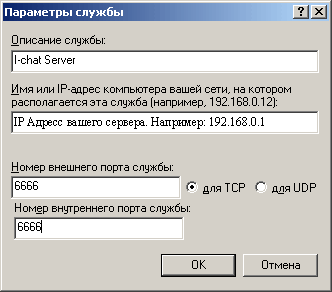 Параметры службы
Описание службы:
I-chat Server
Имя или IP-адрес компьютера вашей сети, на котором
располагается эта служба (например, 192.168.0.12):
IP Адресс вашего сервера. Например: 192.168.0.1
Номер внешнего порта службы:
6666 для TCP для UDP
Номер внутреннего порта службы:
6666
OK Отмена